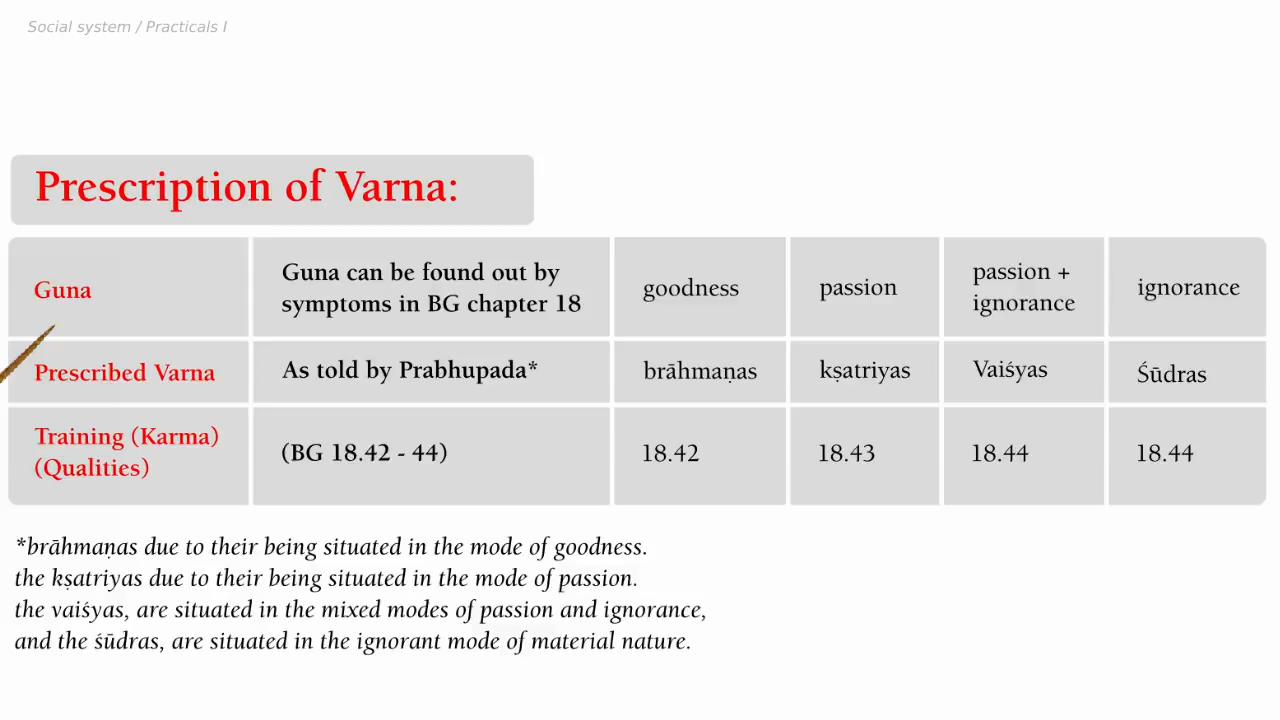 Social system / Practicals I
Prescription of Varna:
Guna
Guna can be found out by
symptoms in BG chapter 18
goodness
passion
passion +
ignorance
ignorance
Prescribed Varna
As told by Prabhupada*
brāhmaṇas
kṣatriyas
Vaiśyas
Śūdras
Training (Karma)
(Qualities)
(BG 18.42 - 44)
18.42
18.43
18.44
18.44
*brāhmaṇas due to their being situated in the mode of goodness.
the kṣatriyas due to their being situated in the mode of passion.
the vaiśyas, are situated in the mixed modes of passion and ignorance,
and the śūdras, are situated in the ignorant mode of material nature.